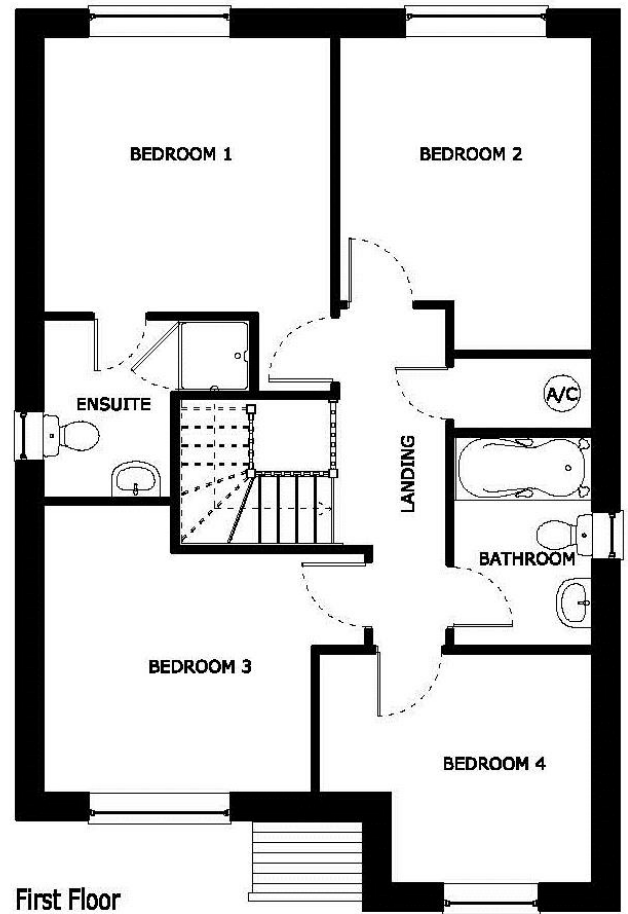 BEDROOM 1
BEDROOM 2
ENSUITE
A/C
LANDING
BATHROOM
BEDROOM 3
BEDROOM 4
First Floor